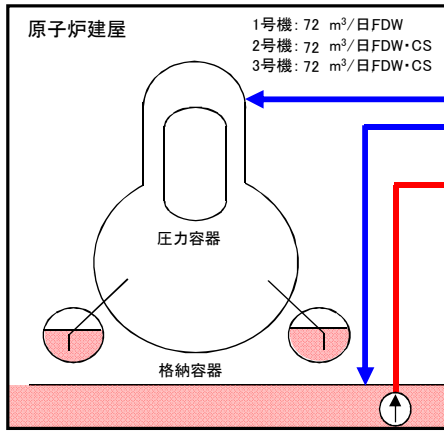 原子炉建屋
1号機：72 m³/日FDW
2号機：72 m³/日FDW・CS
3号機：72 m³/日FDW・CS
圧力容器
格納容器